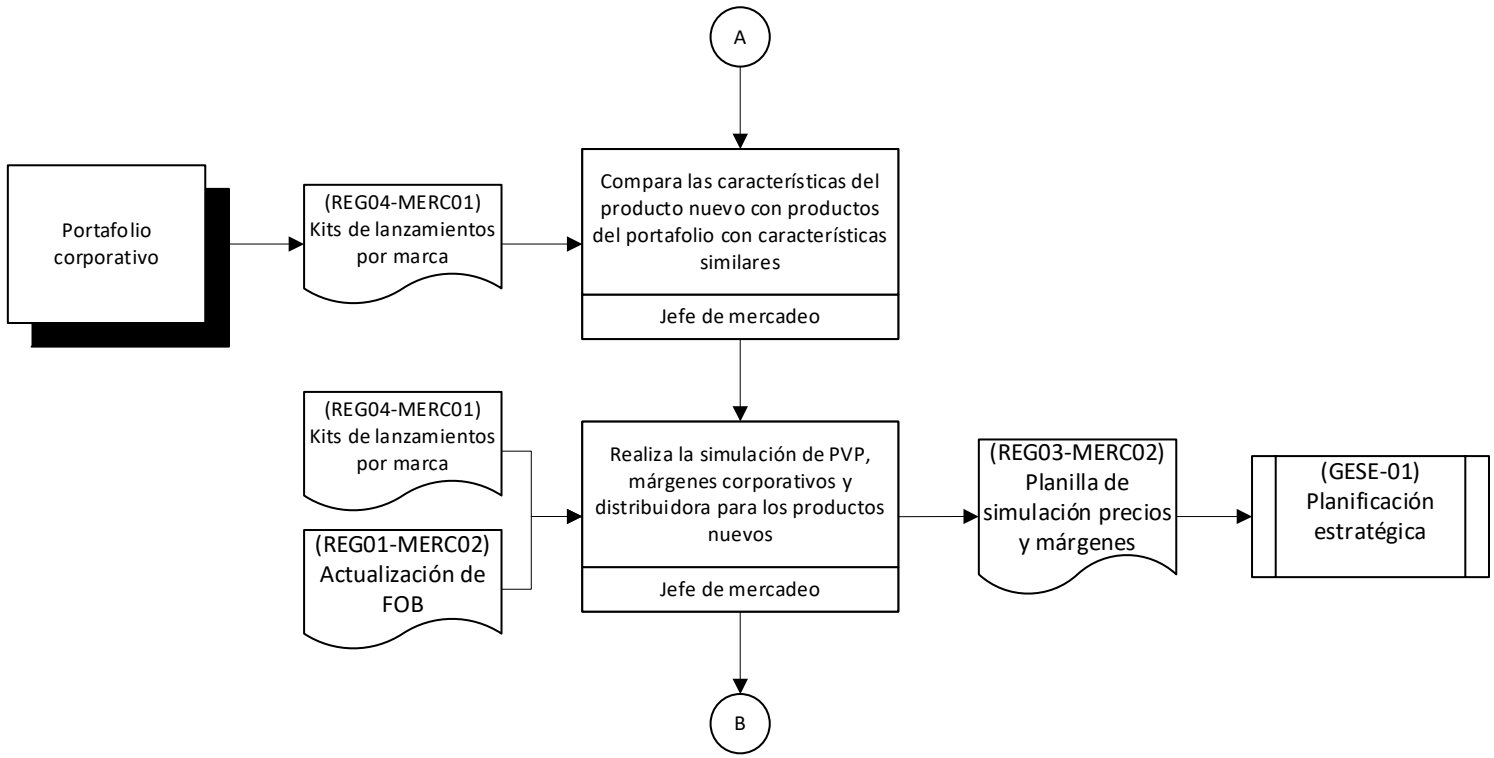 A
Portafolio
corporativo
(REG04-MERC01)
Kits de lanzamientos
por marca
Compara las características del
producto nuevo con productos
del portafolio con características
similares
Jefe de mercadeo
(REG04-MERC01)
Kits de lanzamientos
por marca
(REG01-MERC02)
Actualización de
FOB
Realiza la simulación de PVP,
márgenes corporativos y
distribuidora para los productos
nuevos
Jefe de mercadeo
(REG03-MERC02)
Planilla de
simulación precios
y márgenes
(GESE-01)
Planificación
estratégica
B